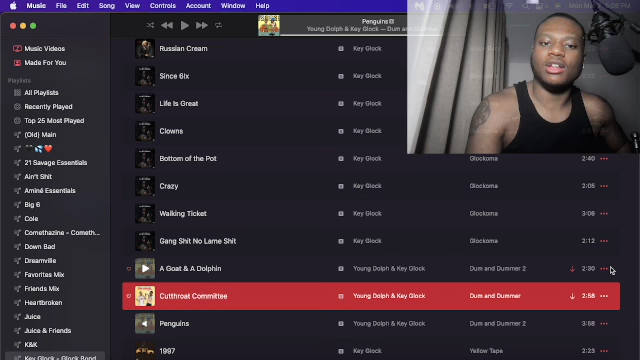 Music File Edit Song View Controls Account Window Help
Penguins
Young Dolph & Key Glock — Dum and Dummer
Music Videos
Made For You
Playlists
All Playlists
Recently Played
Top 25 Most Played
(Old) Main
21 Savage Essentials
Ain't Shit
Aminé Essentials
Big 6
Cole
Comethazine - Cometh...
Down Bad
Dreamville
Favorites Mix
Friends Mix
Heartbroken
Juice
Juice & Friends
K&K
Key Glock - Glock Bond
Russian Cream Key Glock
Since 6ix Key Glock
Life Is Great Key Glock
Clowns Key Glock
Bottom of the Pot Key Glock Glockoma 2:40
Crazy Key Glock Glockoma 2:05
Walking Ticket Key Glock Glockoma 3:06
Gang Shit No Lame Shit Key Glock Glockoma 2:12
A Goat & A Dolphin Young Dolph & Key Glock Dum and Dummer 2 2:30
Cutthroat Committee Young Dolph & Key Glock Dum and Dummer 2:58
Penguins Young Dolph & Key Glock Dum and Dummer 2 3:58
1997 Key Glock Yellow Tape 2:23